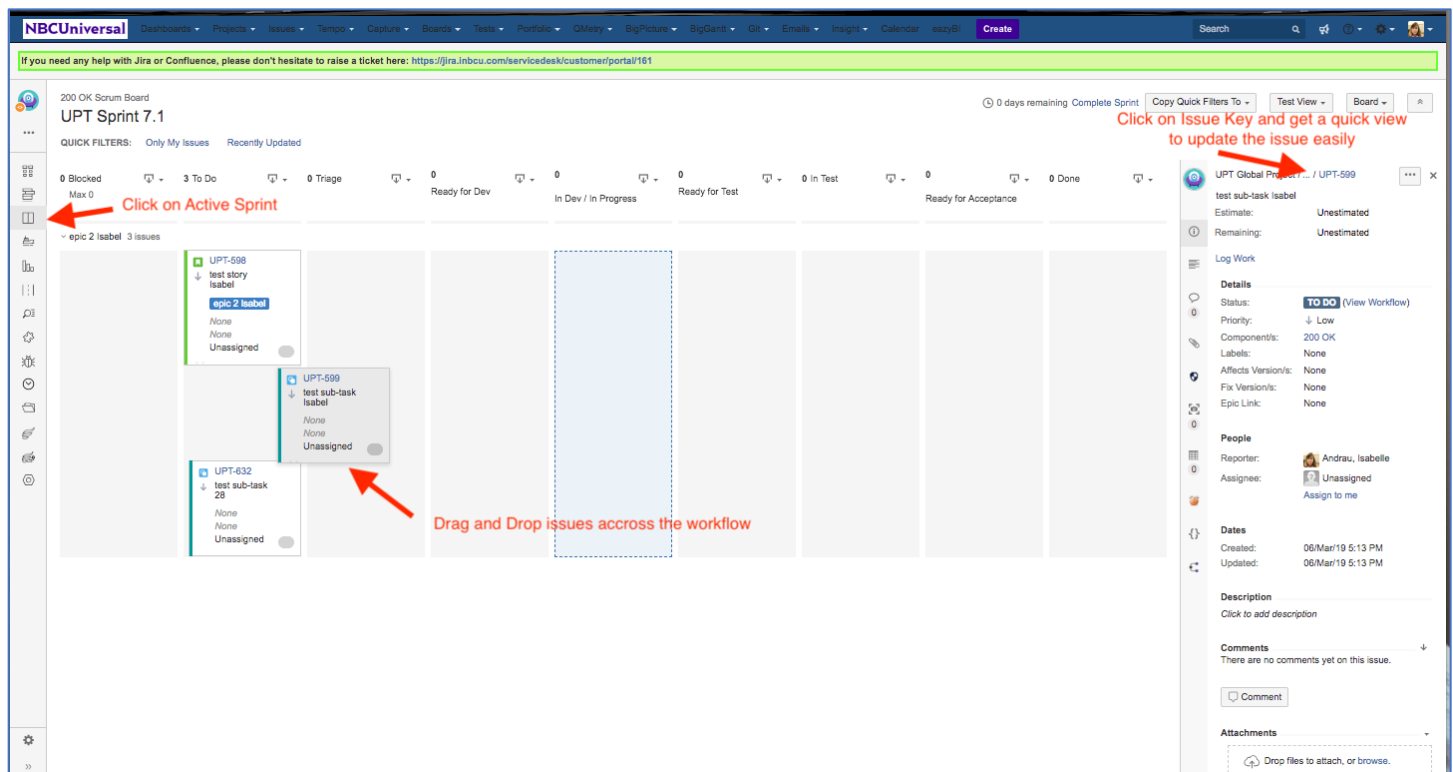 NBCUniversal Dashboards Projects Issues Tempo Capture Boards Tests Portfolio QMetry BigPicture BigGantt Git Emails Insight Calendar eazyBI Create Search
If you need any help with Jira or Confluence, please don't hesitate to raise a ticket here: https://jira.inbcu.com/servicedesk/customer/portal/161
200 OK Scrum Board
UPT Sprint 7.1
0 days remaining Complete Sprint Copy Quick Filters To Test View Board
Click on Issue Key and get a quick view
to update the issue easily
QUICK FILTERS: Only My Issues Recently Updated
0 Blocked
Max 0
3 To Do
0 Triage
0
Ready for Dev
0
In Dev / In Progress
0
Ready for Test
0 In Test
0
Ready for Acceptance
0 Done
Click on Active Sprint
epic 2 Isabel 3 issues
UPT-598
test story
Isabel
epic 2 Isabel
None
None
Unassigned
UPT-599
test sub-task
Isabel
None
None
Unassigned
UPT-632
test sub-task
28
None
None
Unassigned
Drag and Drop issues accross the workflow
UPT Global Project / ... / UPT-599
test sub-task Isabel
Estimate: Unestimated
Remaining: Unestimated
Log Work
Details
Status: TO DO (View Workflow)
Priority: Low
Component/s: 200 OK
Labels: None
Affects Version/s: None
Fix Version/s: None
Epic Link: None
People
Reporter: Andrau, Isabelle
Assignee: Unassigned
Assign to me
Dates
Created: 06/Mar/19 5:13 PM
Updated: 06/Mar/19 5:13 PM
Description
Click to add description
Comments
There are no comments yet on this issue.
Comment
Attachments
Drop files to attach, or browse.
0
0
0